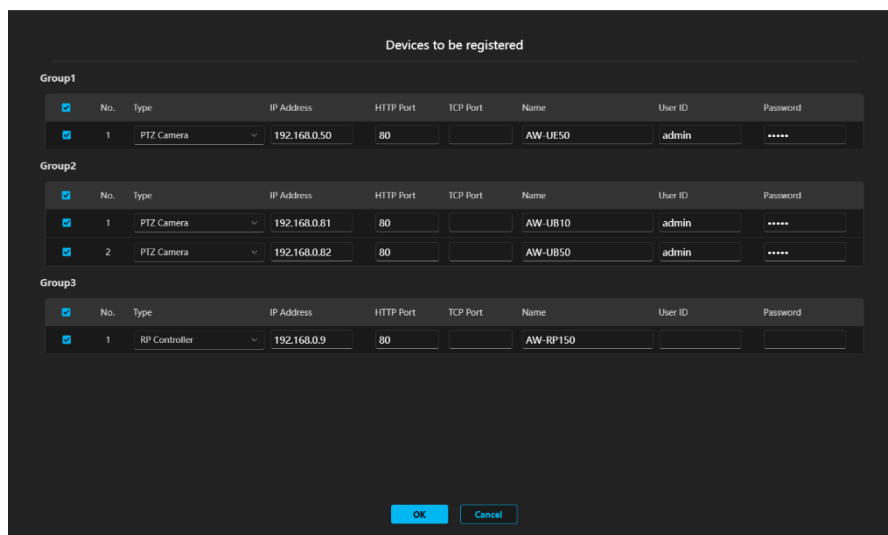 Devices to be registered
Group1
No. Type IP Address HTTP Port TCP Port Name User ID Password
1 PTZ Camera 192.168.0.50 80 AW-UE50 admin •••••
Group2
No. Type IP Address HTTP Port TCP Port Name User ID Password
1 PTZ Camera 192.168.0.81 80 AW-UB10 admin •••••
2 PTZ Camera 192.168.0.82 80 AW-UB50 admin •••••
Group3
No. Type IP Address HTTP Port TCP Port Name User ID Password
1 RP Controller 192.168.0.9 80 AW-RP150
OK Cancel